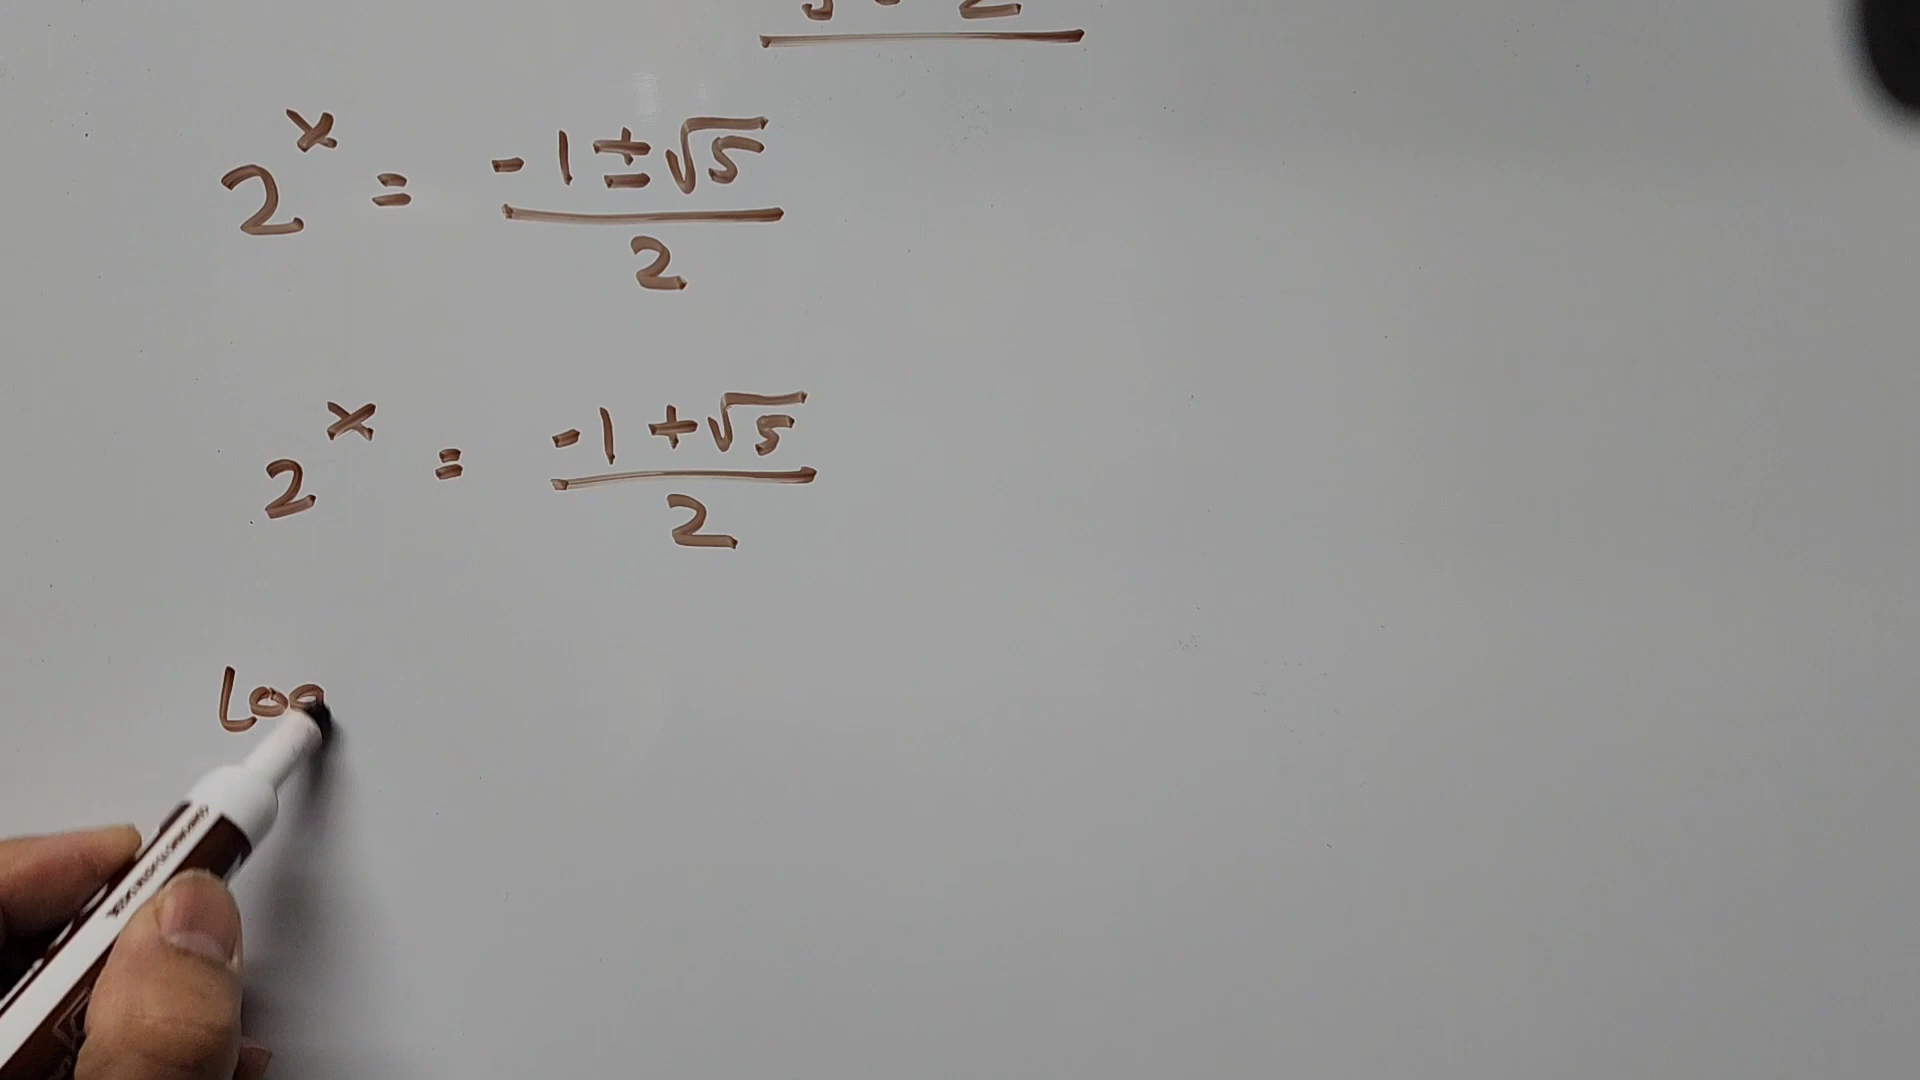 2^x = (-1 ± √5) / 2
2^x = (-1 + √5) / 2
Log